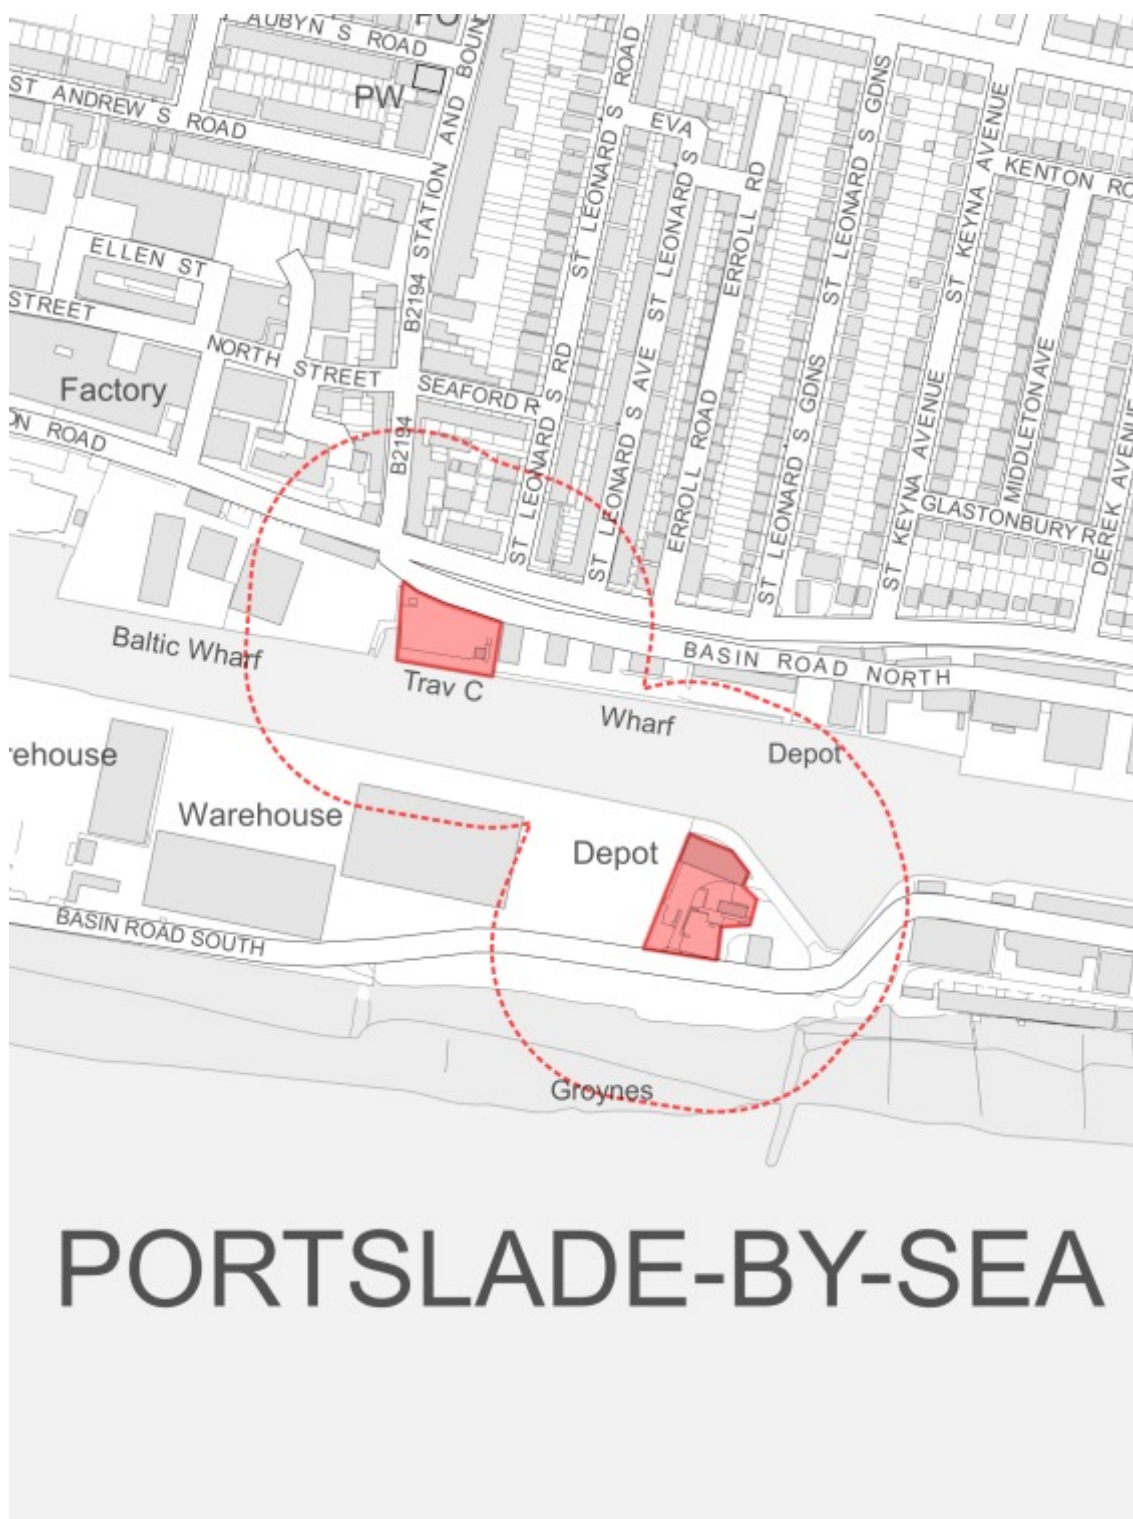 AUBYN S ROAD
PO
STATION AND BOUN
PW
ST ANDREW S ROAD
ST LEONARD S ROAD
EVA
ERROLL RD
ST LEONARD S GDNS
ST KEYNA AVENUE
KENTON RO
ELLEN ST
STREET
NORTH STREET
B2194
SEAFORD R
ST LEONARD S RD
ST LEONARD S AVE
ST LEONARD S
ERROLL ROAD
ST LEONARD S GDNS
ST KEYNA AVENUE
MIDDLETON AVE
DEREK AVENUE
GLASTONBURY R
Factory
ON ROAD
B2194
Baltic Wharf
Trav C
BASIN ROAD NORTH
Wharf
Depot
rehouse
Warehouse
Depot
BASIN ROAD SOUTH
Groynes
PORTSLADE-BY-SEA